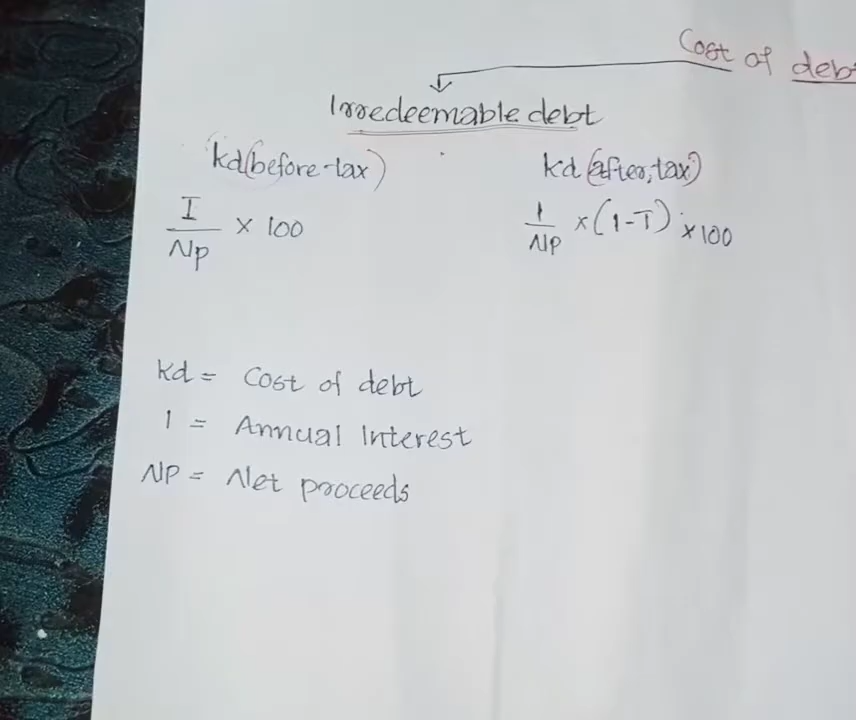 Cost of deb
Irredeemable debt
kd(before-tax) kd (after, tax)
I/Np × 100 1/NP × (1-T) × 100
kd = Cost of debt
I = Annual Interest
NP = Net proceeds